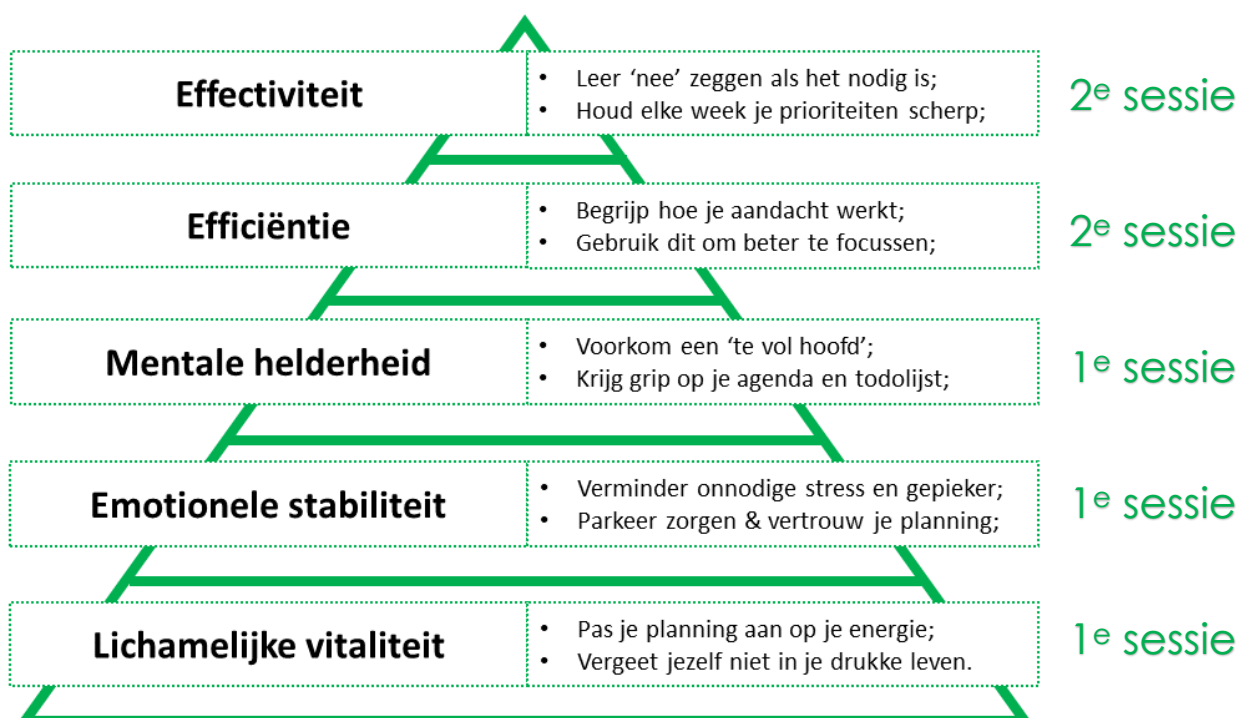 Effectiviteit
• Leer ‘nee’ zeggen als het nodig is;
• Houd elke week je prioriteiten scherp;
2e sessie
Efficiëntie
• Begrijp hoe je aandacht werkt;
• Gebruik dit om beter te focussen;
2e sessie
Mentale helderheid
• Voorkom een ‘te vol hoofd’;
• Krijg grip op je agenda en todolijst;
1e sessie
Emotionele stabiliteit
• Verminder onnodige stress en gepieker;
• Parkeer zorgen & vertrouw je planning;
1e sessie
Lichamelijke vitaliteit
• Pas je planning aan op je energie;
• Vergeet jezelf niet in je drukke leven.
1e sessie